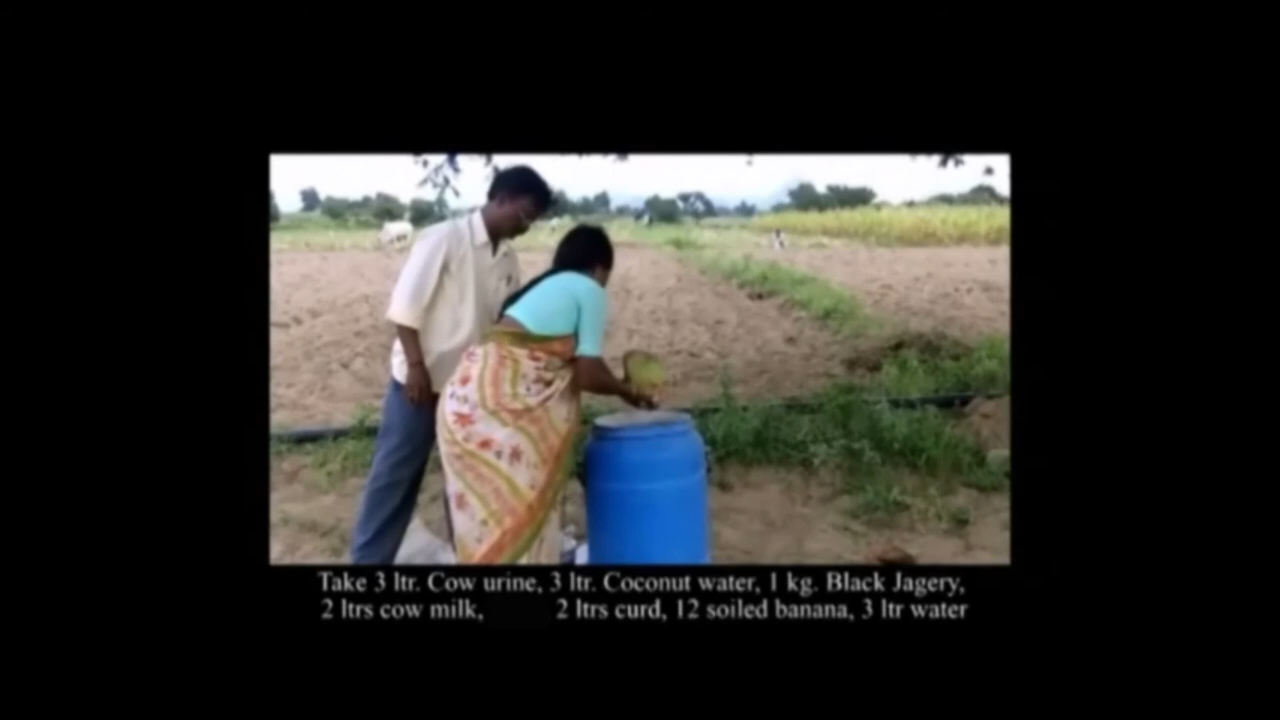 Take 3 ltr. Cow urine, 3 ltr. Coconut water, 1 kg. Black Jagery,
2 ltrs cow milk, 2 ltrs curd, 12 soiled banana, 3 ltr water